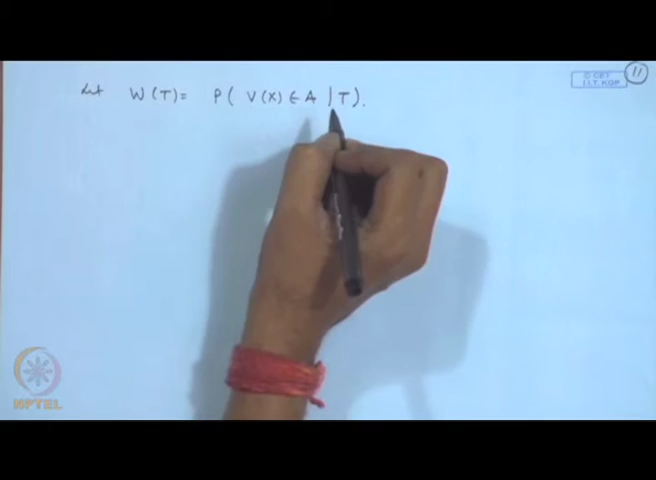 Let W(T) = P( V(X) ∈ A | T).
© CET
I.I.T. KGP
11
NPTEL